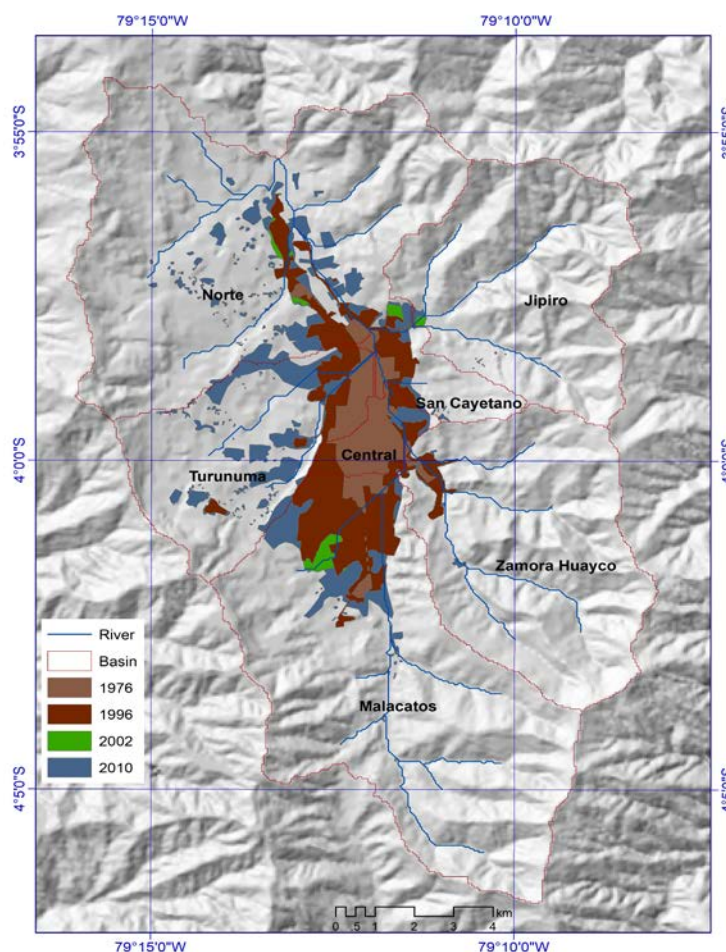 79°15'0"W 79°10'0"W
3°55'0"S 3°55'0"S
Norte Jipiro
San Cayetano
Central
4°0'0"S 4°0'0"S
Turunuma
Zamora Huayco
River
Basin
1976
1996
2002
2010
Malacatos
4°5'0"S 4°5'0"S
km
0 .5 1 2 3 4
79°15'0"W 79°10'0"W